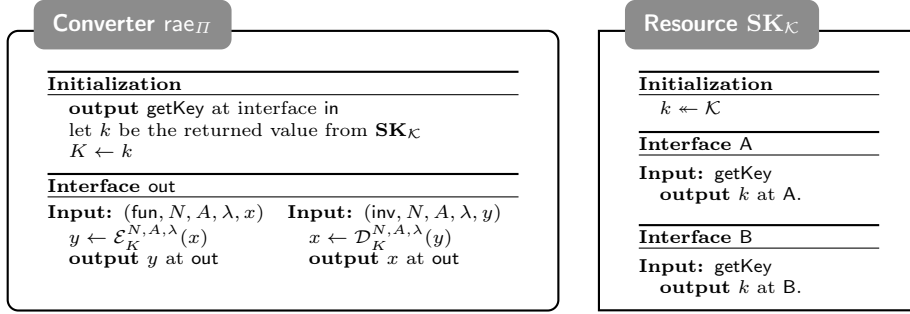 Converter rae_Π
Initialization
output getKey at interface in
let k be the returned value from SK_𝒦
K ← k
Interface out
Input: (fun, N, A, λ, x)
y ← ℰ_K^{N,A,λ}(x)
output y at out
Input: (inv, N, A, λ, y)
x ← 𝒟_K^{N,A,λ}(y)
output x at out
Resource SK_𝒦
Initialization
k ↞ 𝒦
Interface A
Input: getKey
output k at A.
Interface B
Input: getKey
output k at B.